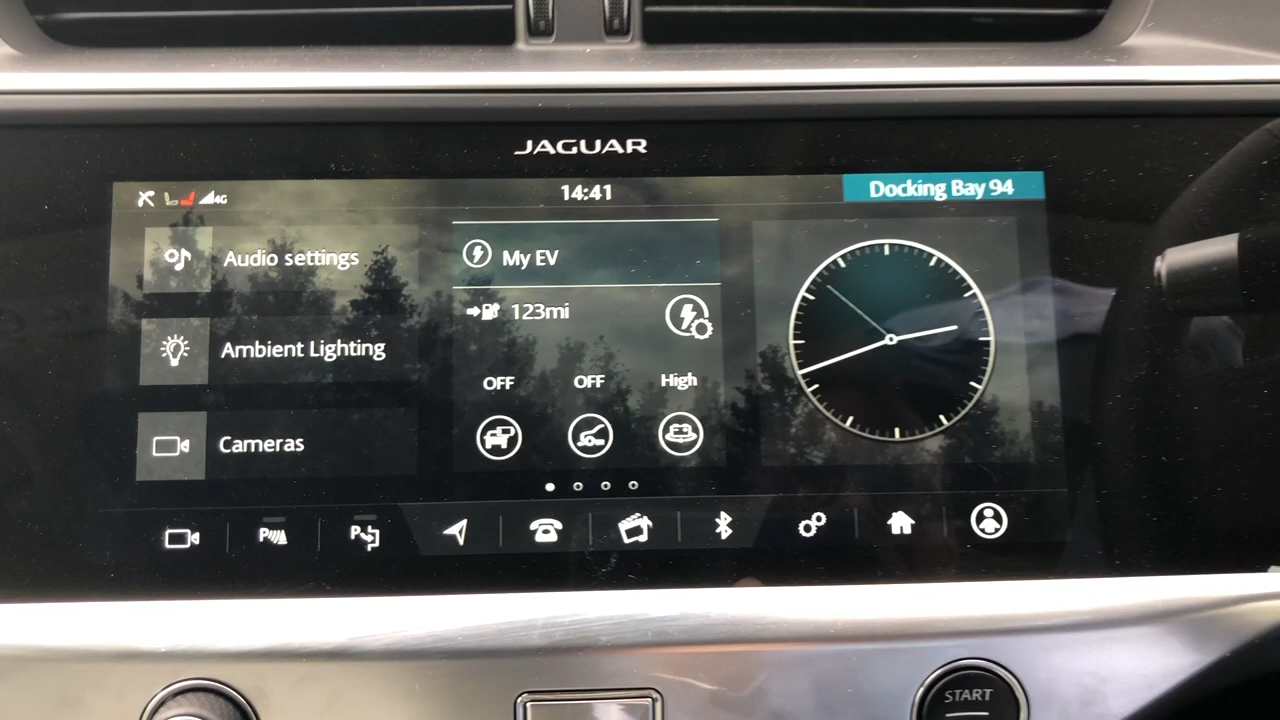 JAGUAR
4G
14:41
Docking Bay 94
Audio settings
My EV
123mi
Ambient Lighting
OFF
OFF
High
Cameras
P
P
START